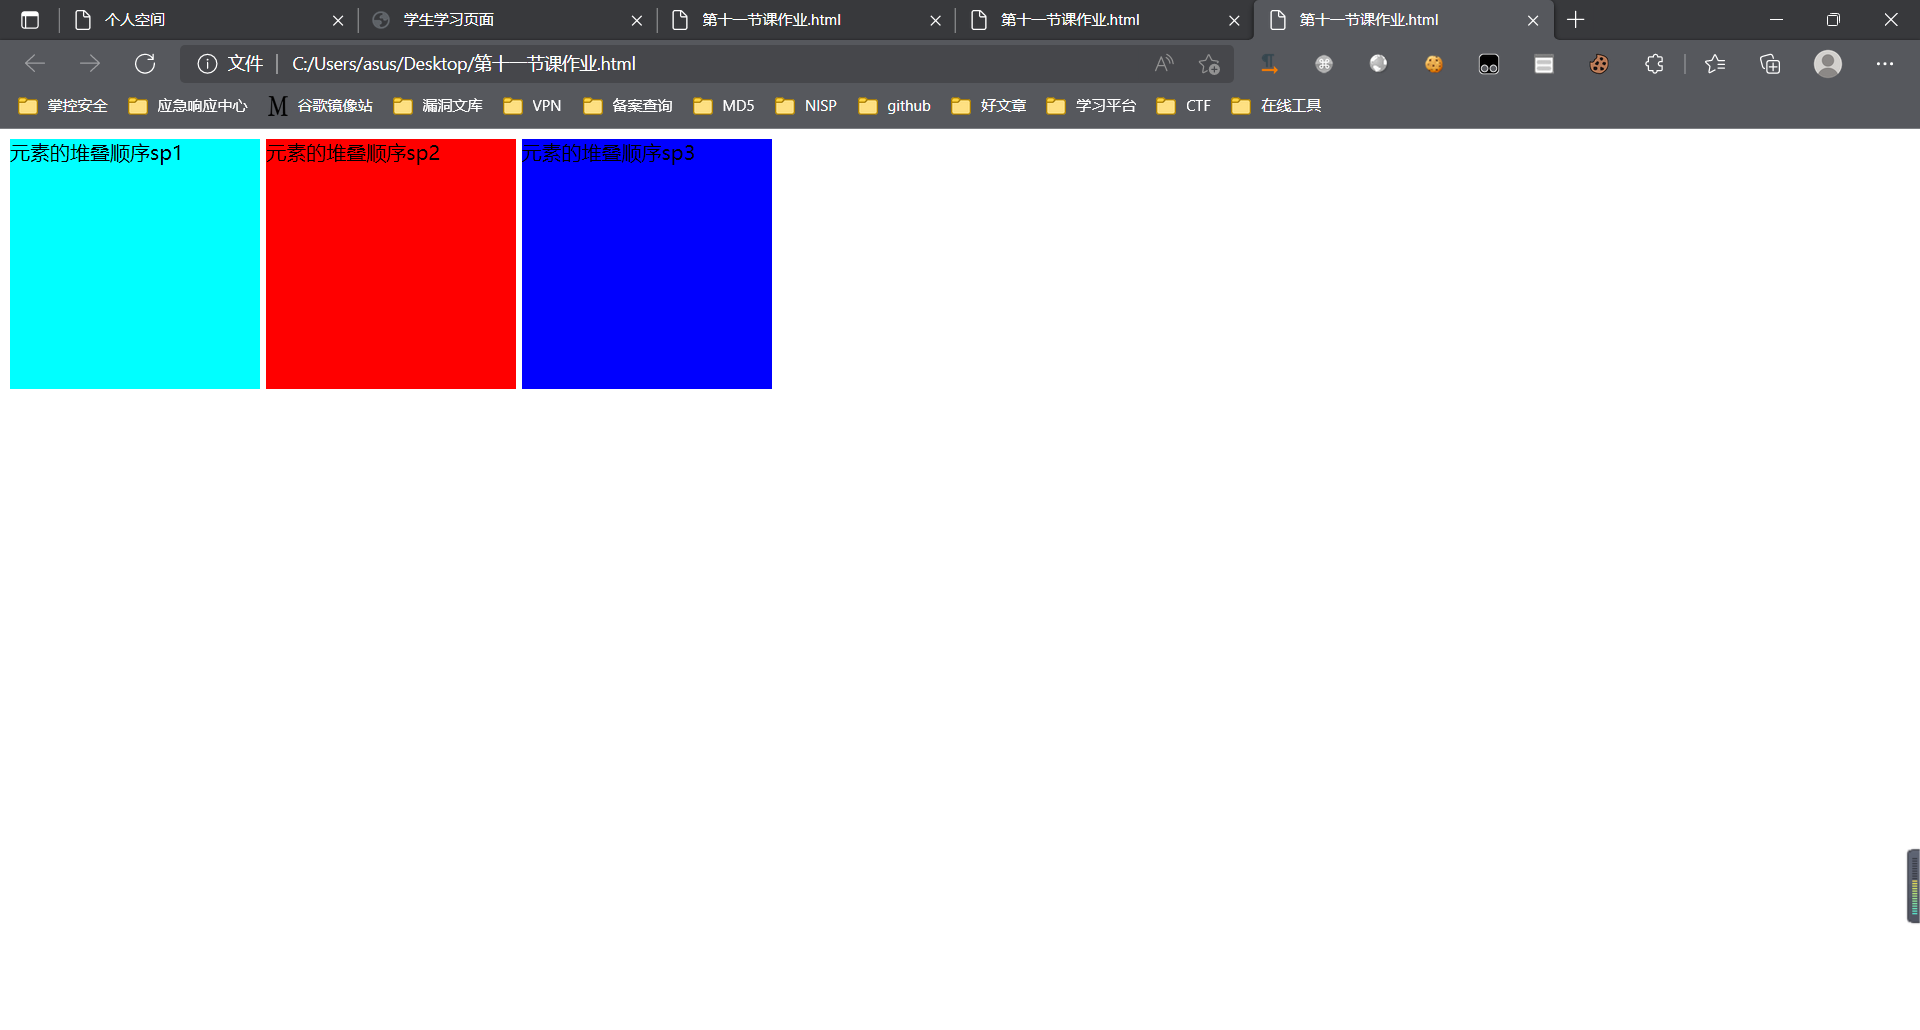 个人空间 学生学习页面 第十一节课作业.html 第十一节课作业.html 第十一节课作业.html
文件 C:/Users/asus/Desktop/第十一节课作业.html
掌控安全 应急响应中心 M 谷歌镜像站 漏洞文库 VPN 备案查询 MD5 NISP github 好文章 学习平台 CTF 在线工具
元素的堆叠顺序sp1 元素的堆叠顺序sp2 元素的堆叠顺序sp3